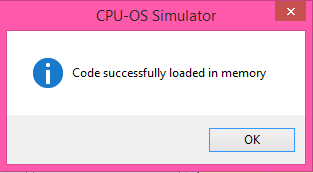 CPU-OS Simulator
Code successfully loaded in memory
OK